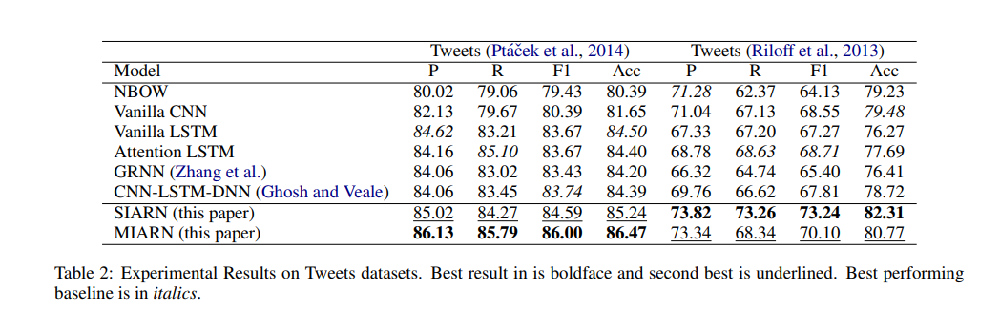 Tweets (Ptáček et al., 2014) Tweets (Riloff et al., 2013)
Model P R F1 Acc P R F1 Acc
NBOW 80.02 79.06 79.43 80.39 71.28 62.37 64.13 79.23
Vanilla CNN 82.13 79.67 80.39 81.65 71.04 67.13 68.55 79.48
Vanilla LSTM 84.62 83.21 83.67 84.50 67.33 67.20 67.27 76.27
Attention LSTM 84.16 85.10 83.67 84.40 68.78 68.63 68.71 77.69
GRNN (Zhang et al.) 84.06 83.02 83.43 84.20 66.32 64.74 65.40 76.41
CNN-LSTM-DNN (Ghosh and Veale) 84.06 83.45 83.74 84.39 69.76 66.62 67.81 78.72
SIARN (this paper) 85.02 84.27 84.59 85.24 73.82 73.26 73.24 82.31
MIARN (this paper) 86.13 85.79 86.00 86.47 73.34 68.34 70.10 80.77
Table 2: Experimental Results on Tweets datasets. Best result in is boldface and second best is underlined. Best performing
baseline is in italics.